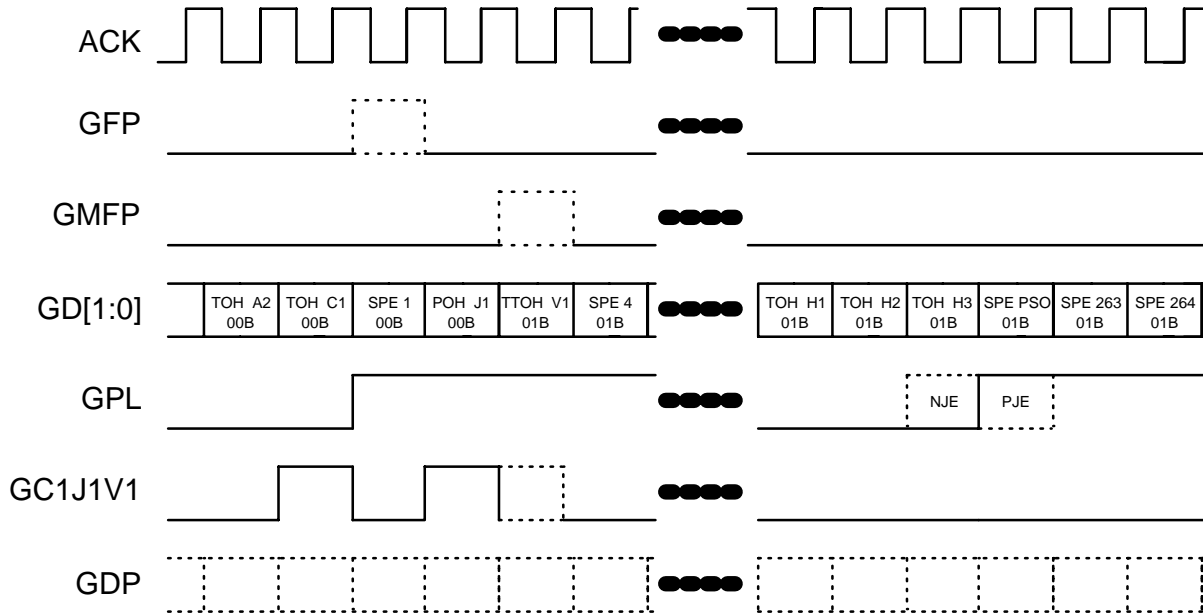 ACK
GFP
GMFP
GD[1:0]
TOH A2 TOH C1 SPE 1 POH J1 TTOH V1 SPE 4 TOH H1 TOH H2 TOH H3 SPE PSO SPE 263 SPE 264
00B 00B 00B 00B 01B 01B 01B 01B 01B 01B 01B 01B
GPL
NJE PJE
GC1J1V1
GDP